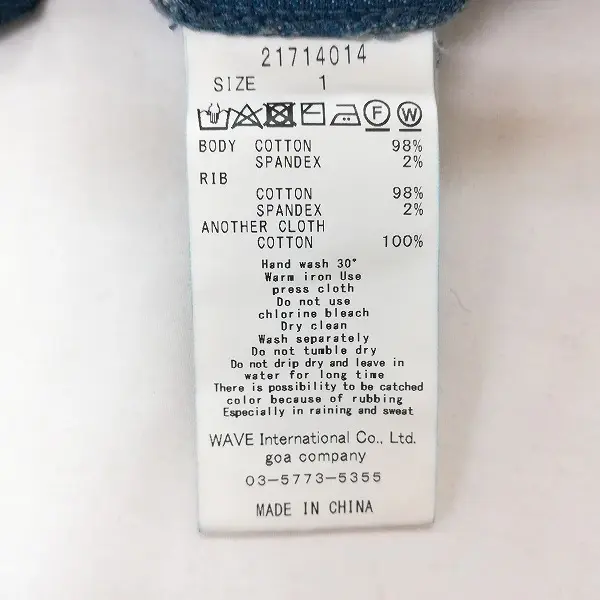 21714014
SIZE 1
F W
BODY COTTON 98%
SPANDEX 2%
RIB
COTTON 98%
SPANDEX 2%
ANOTHER CLOTH
COTTON 100%
Hand wash 30°
Warm iron Use
press cloth
Do not use
chlorine bleach
Dry clean
Wash separately
Do not tumble dry
Do not drip dry and leave in
water for long time
There is possibility to be catched
color because of rubbing
Especially in raining and sweat
WAVE International Co., Ltd.
goa company
03-5773-5355
MADE IN CHINA